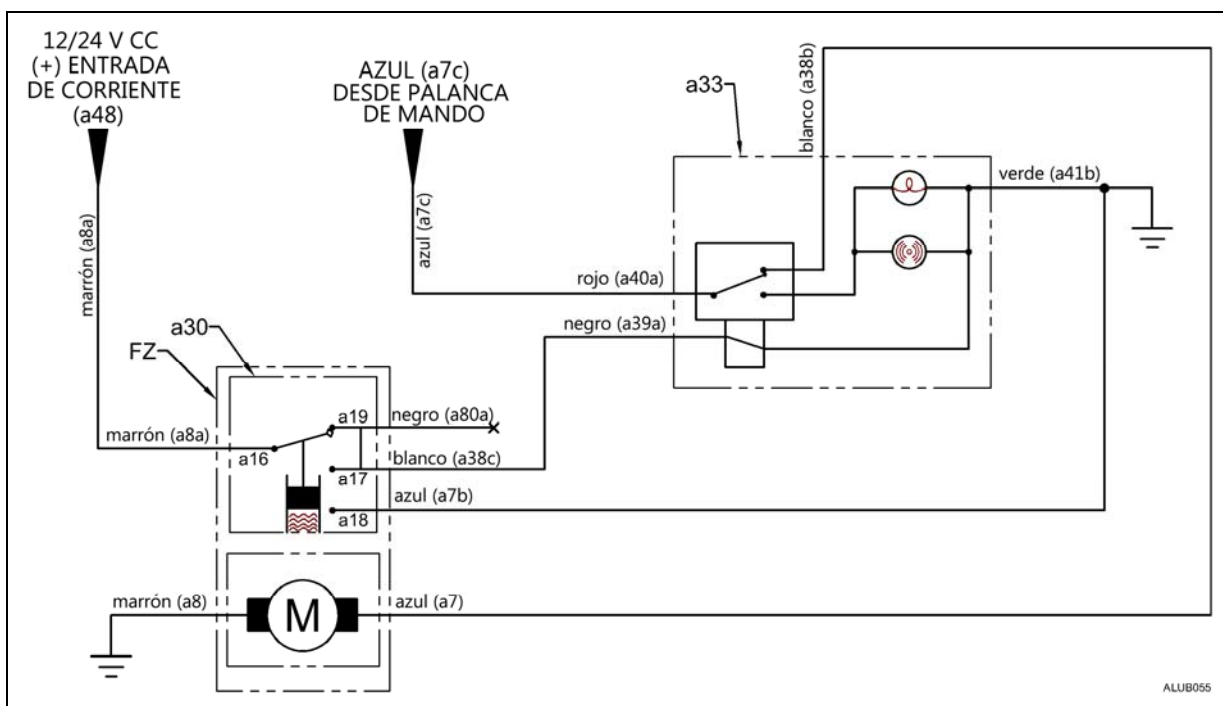 12/24 V CC
(+) ENTRADA
DE CORRIENTE
(a48)
AZUL (a7c)
DESDE PALANCA
DE MANDO
a33
blanco (a38b)
verde (a41b)
marrón (a8a)
azul (a7c)
rojo (a40a)
negro (a39a)
a30
FZ
a19
negro (a80a)
marrón (a8a)
a16
a17
blanco (a38c)
azul (a7b)
a18
marrón (a8)
M
azul (a7)
ALUB055